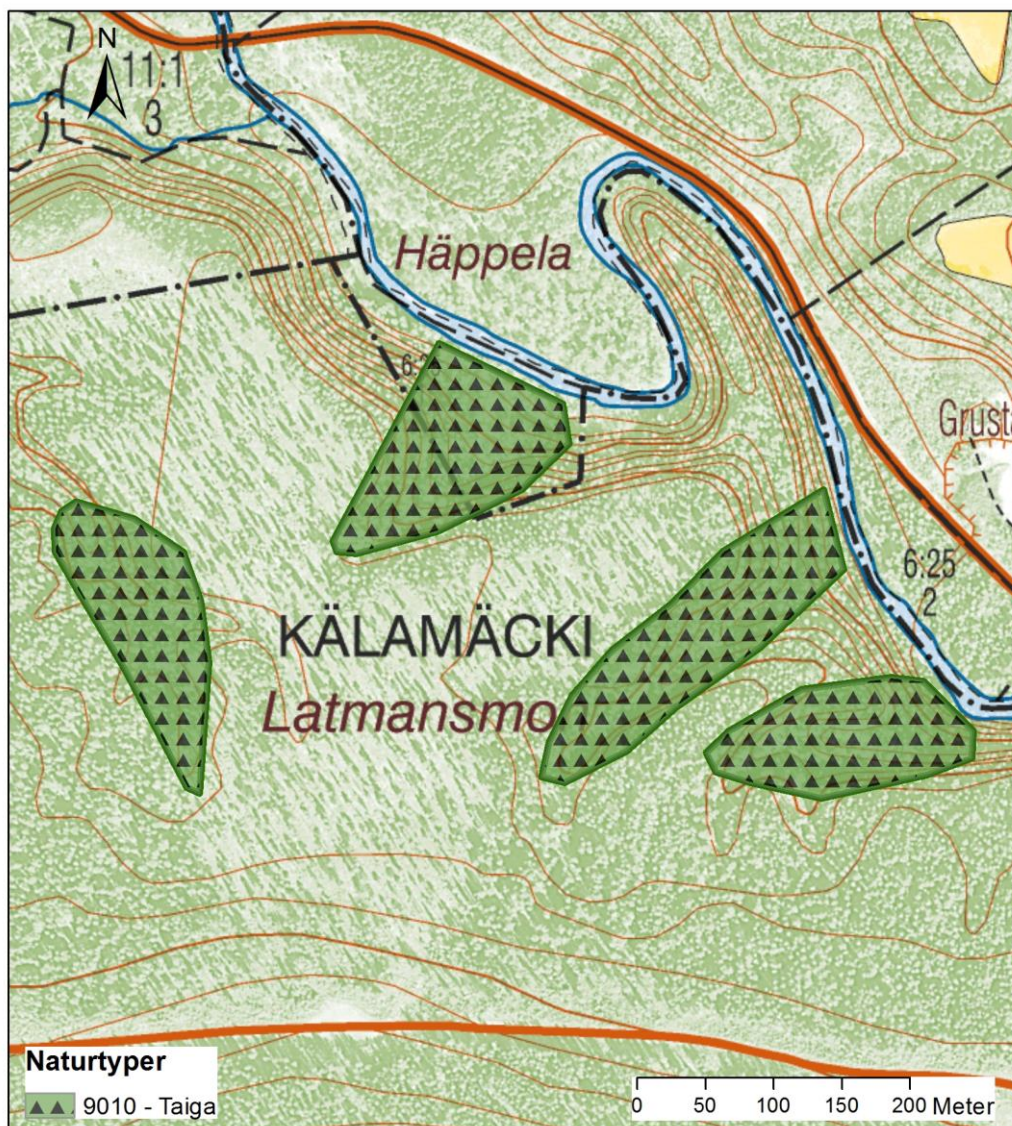 N
11:1
3
Häppela
Grusta
6:25
2
KÄLAMÄCKI
Latmansmo
Naturtyper
9010 - Taiga
0 50 100 150 200 Meter